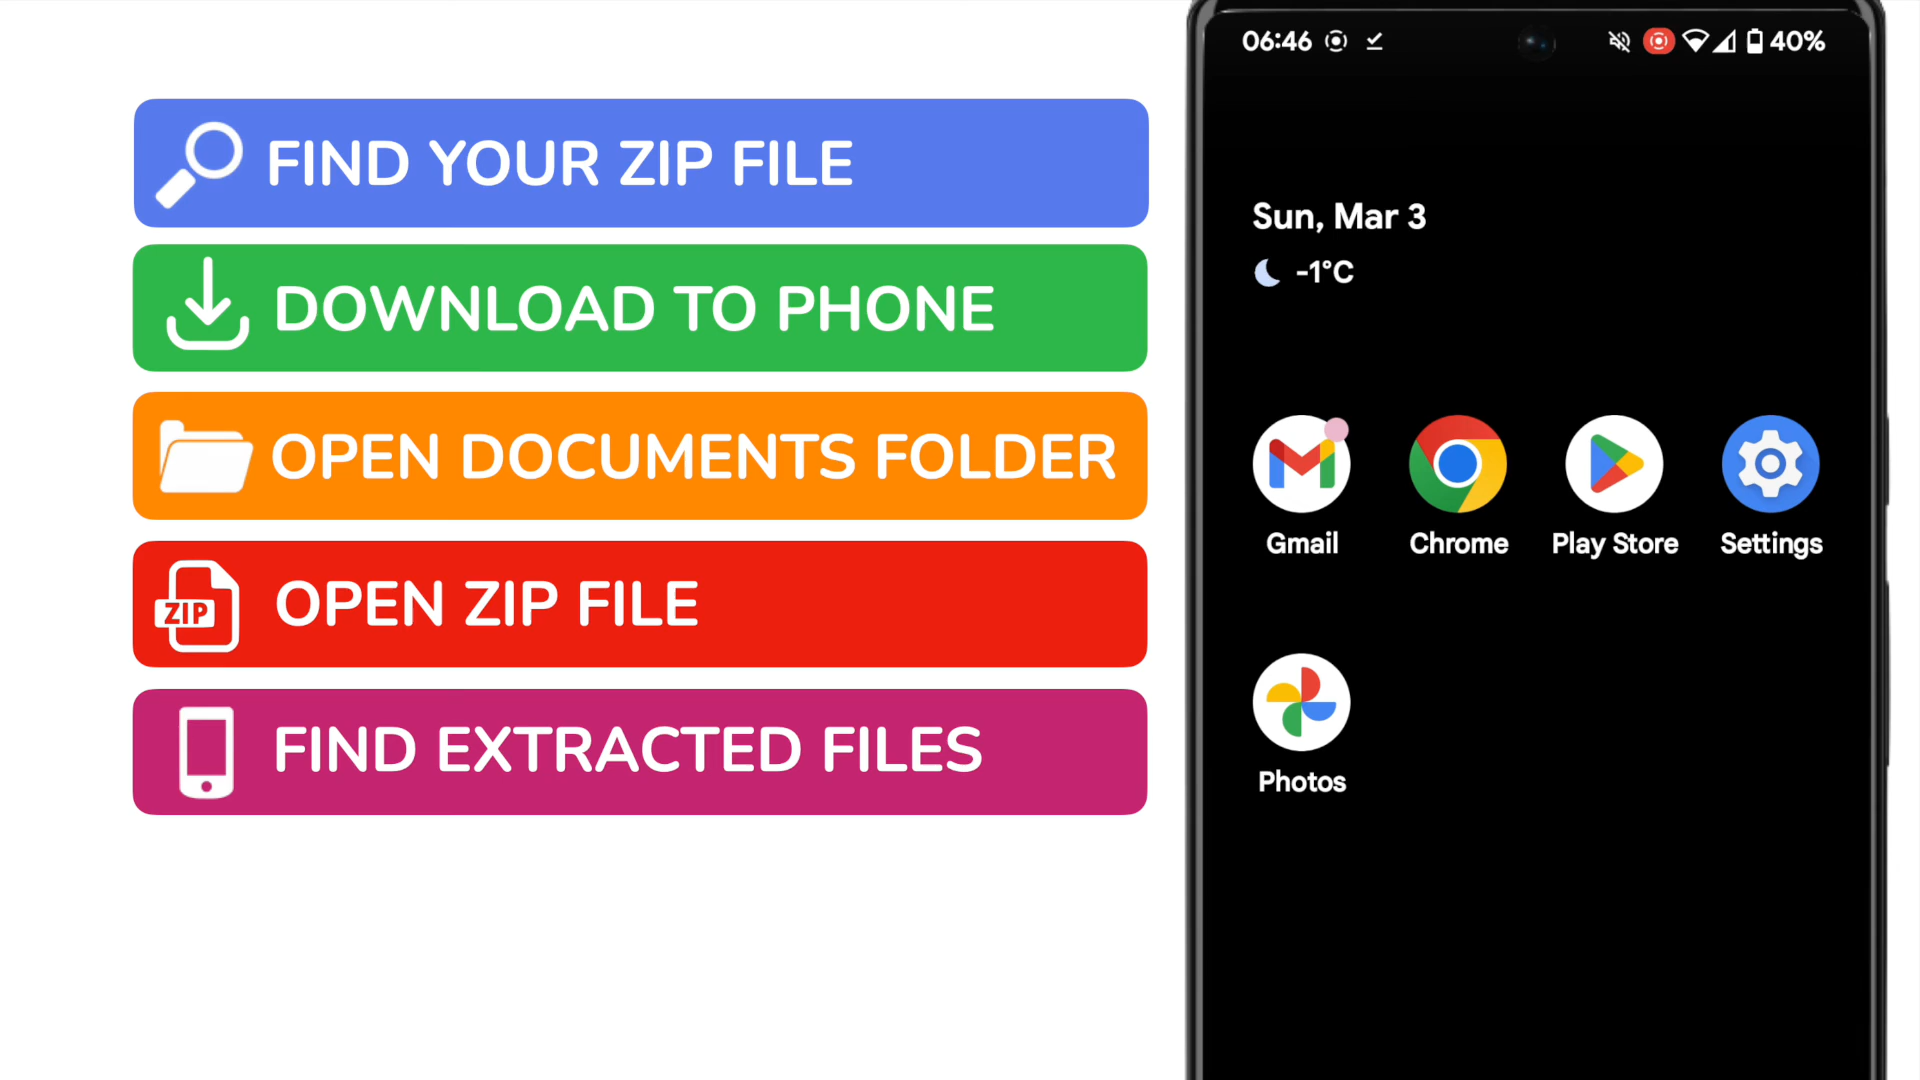 FIND YOUR ZIP FILE
DOWNLOAD TO PHONE
OPEN DOCUMENTS FOLDER
ZIP
OPEN ZIP FILE
FIND EXTRACTED FILES
06:46
40%
Sun, Mar 3
-1°C
Gmail
Chrome
Play Store
Settings
Photos